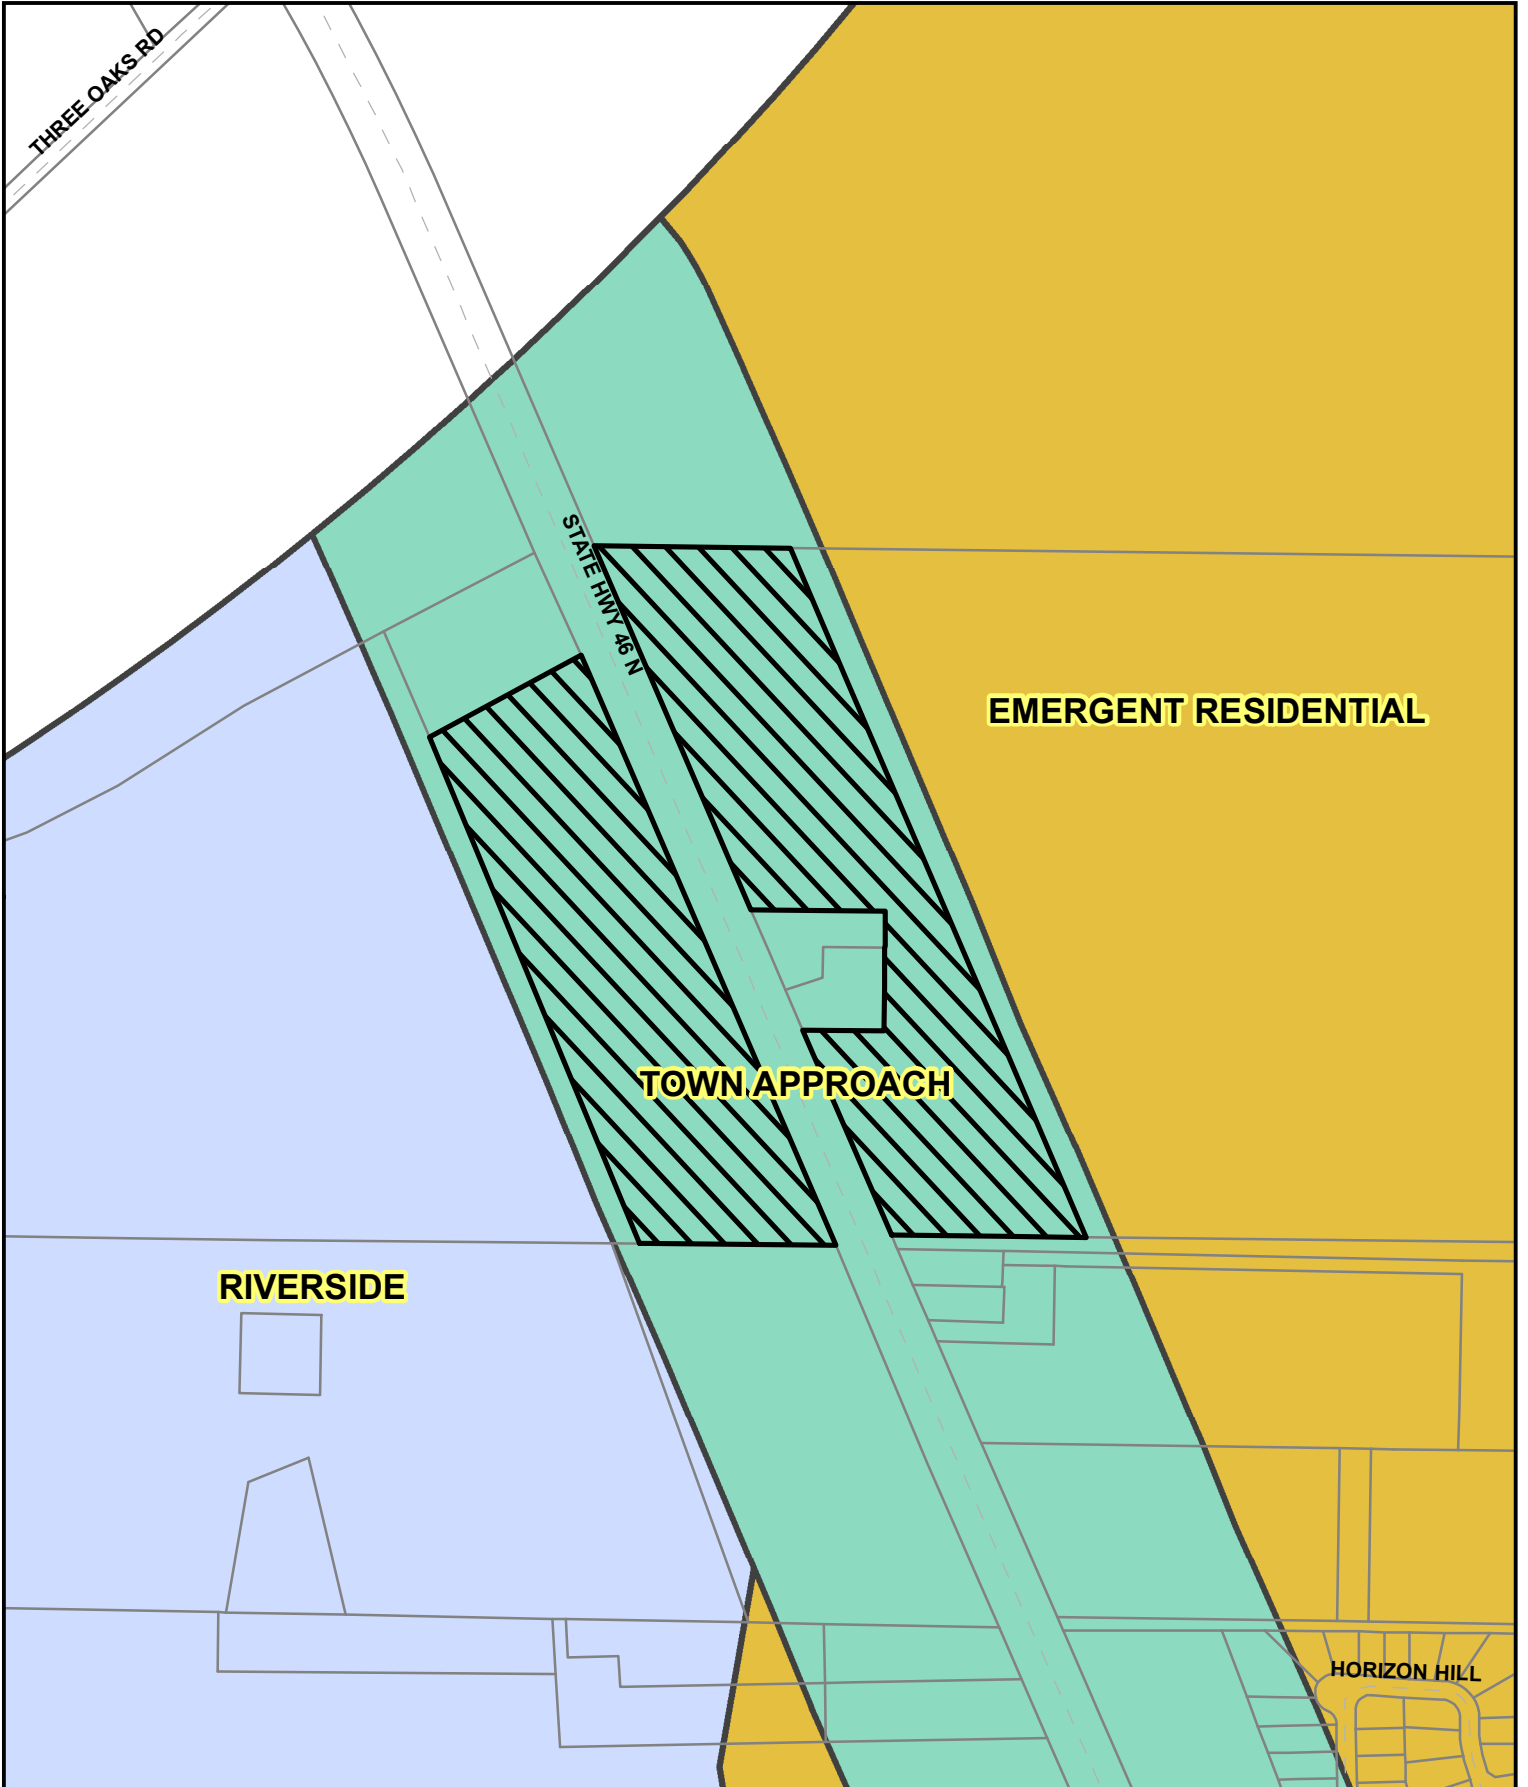 THREE OAKS RD
STATE HWY 46 N
EMERGENT RESIDENTIAL
TOWN APPROACH
RIVERSIDE
HORIZON HILL